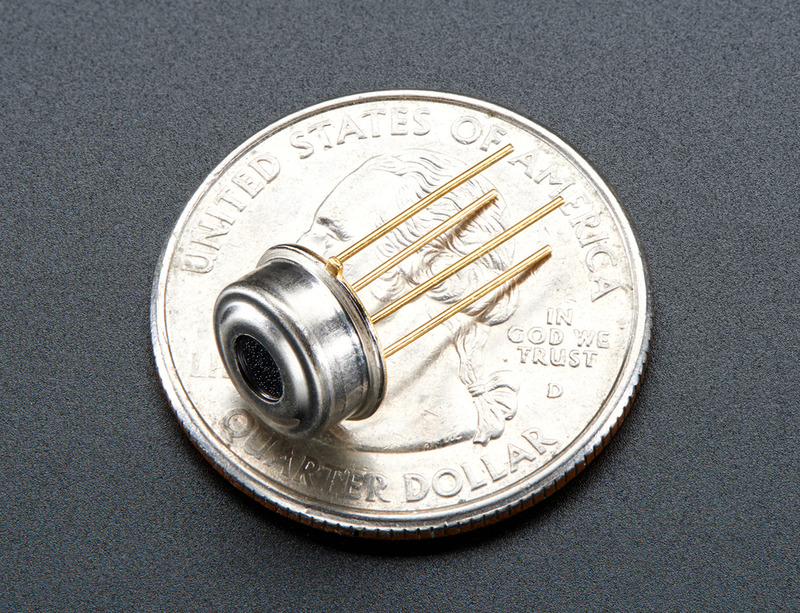 UNITED STATES OF AMERICA
IN
GOD WE
TRUST
D
QUARTER DOLLAR